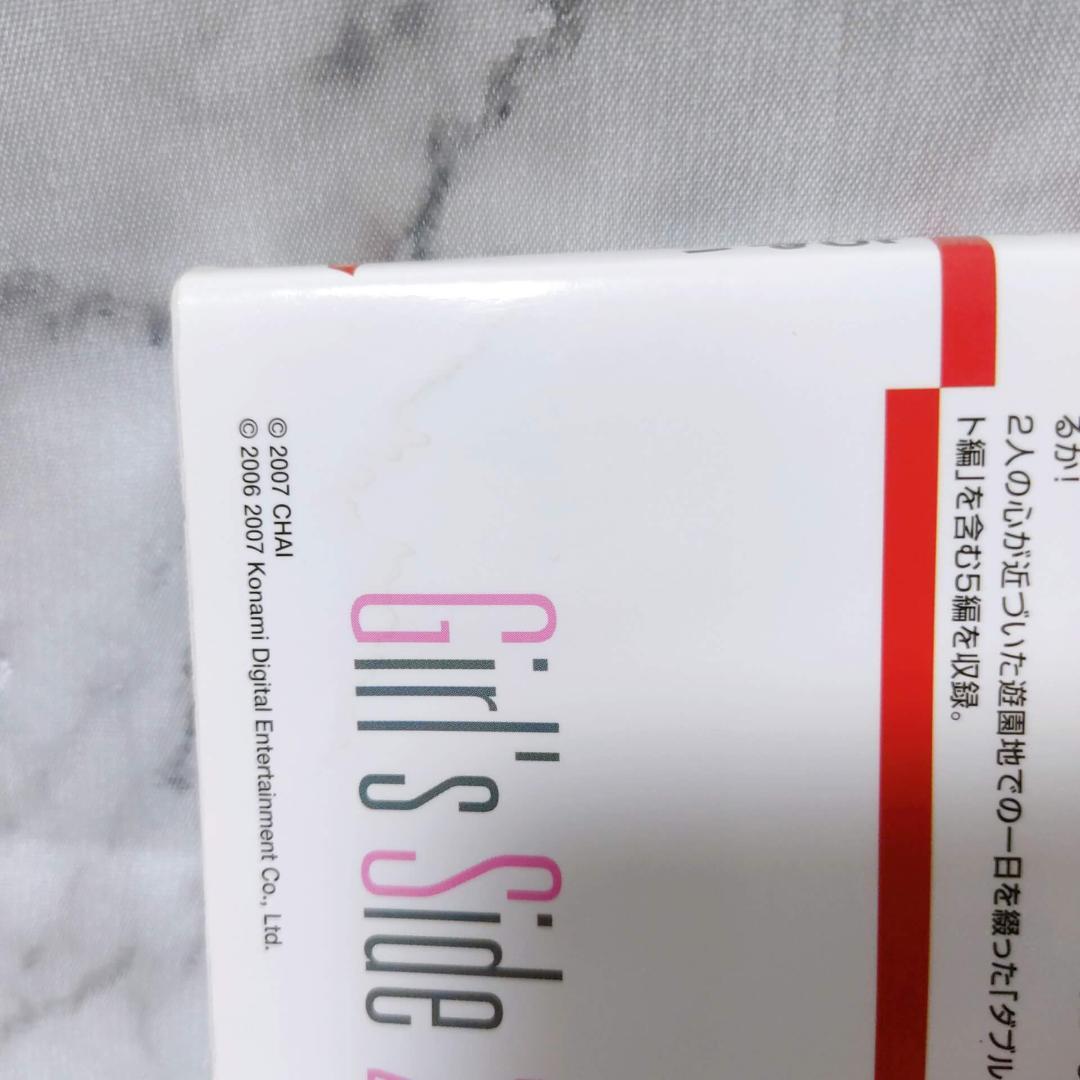 るか!
2人の心が近づいた遊園地での一日を綴った「ダブル
ト編」を含む5編を収録。
Girl's Side
© 2007 CHAI
© 2006 2007 Konami Digital Entertainment Co., Ltd.